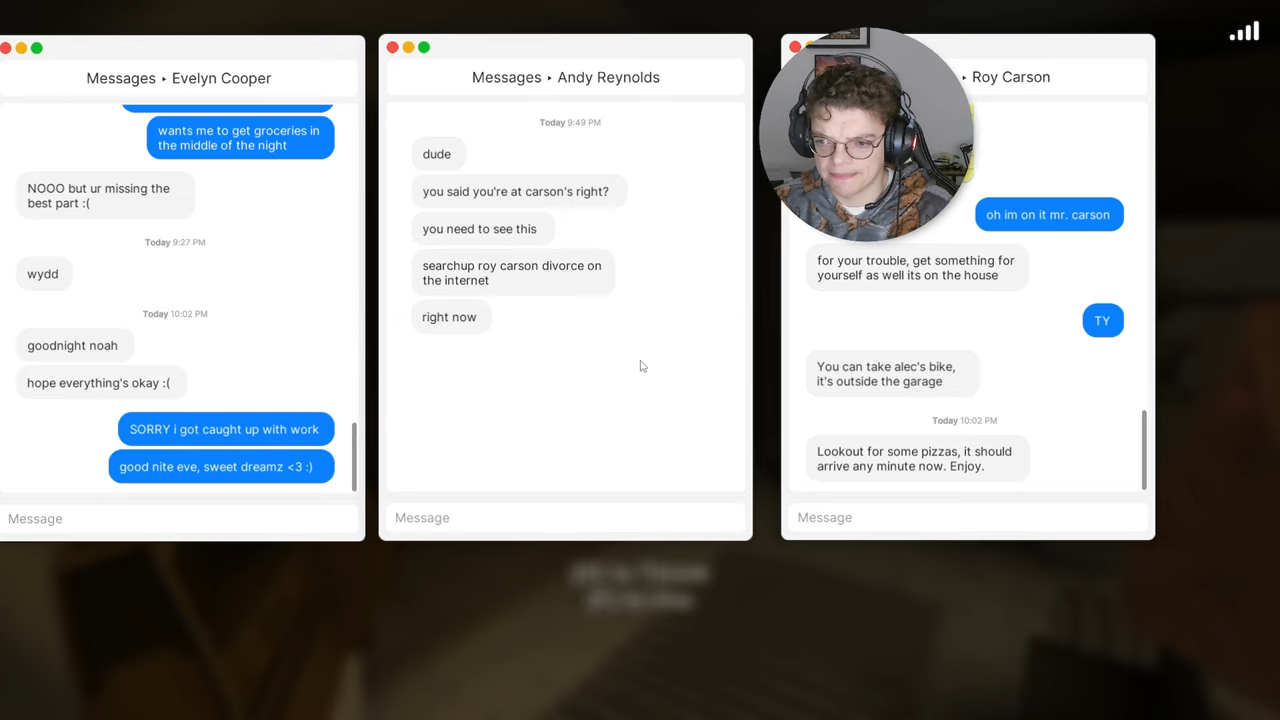 Messages ▸ Evelyn Cooper
wants me to get groceries in
the middle of the night
NOOO but ur missing the
best part :(
Today 9:27 PM
wydd
Today 10:02 PM
goodnight noah
hope everything's okay :(
SORRY i got caught up with work
good nite eve, sweet dreamz <3 :)
Message
Messages ▸ Andy Reynolds
Today 9:49 PM
dude
you said you're at carson's right?
you need to see this
searchup roy carson divorce on
the internet
right now
Message
▸ Roy Carson
oh im on it mr. carson
for your trouble, get something for
yourself as well its on the house
TY
You can take alec's bike,
it's outside the garage
Today 10:02 PM
Lookout for some pizzas, it should
arrive any minute now. Enjoy.
Message